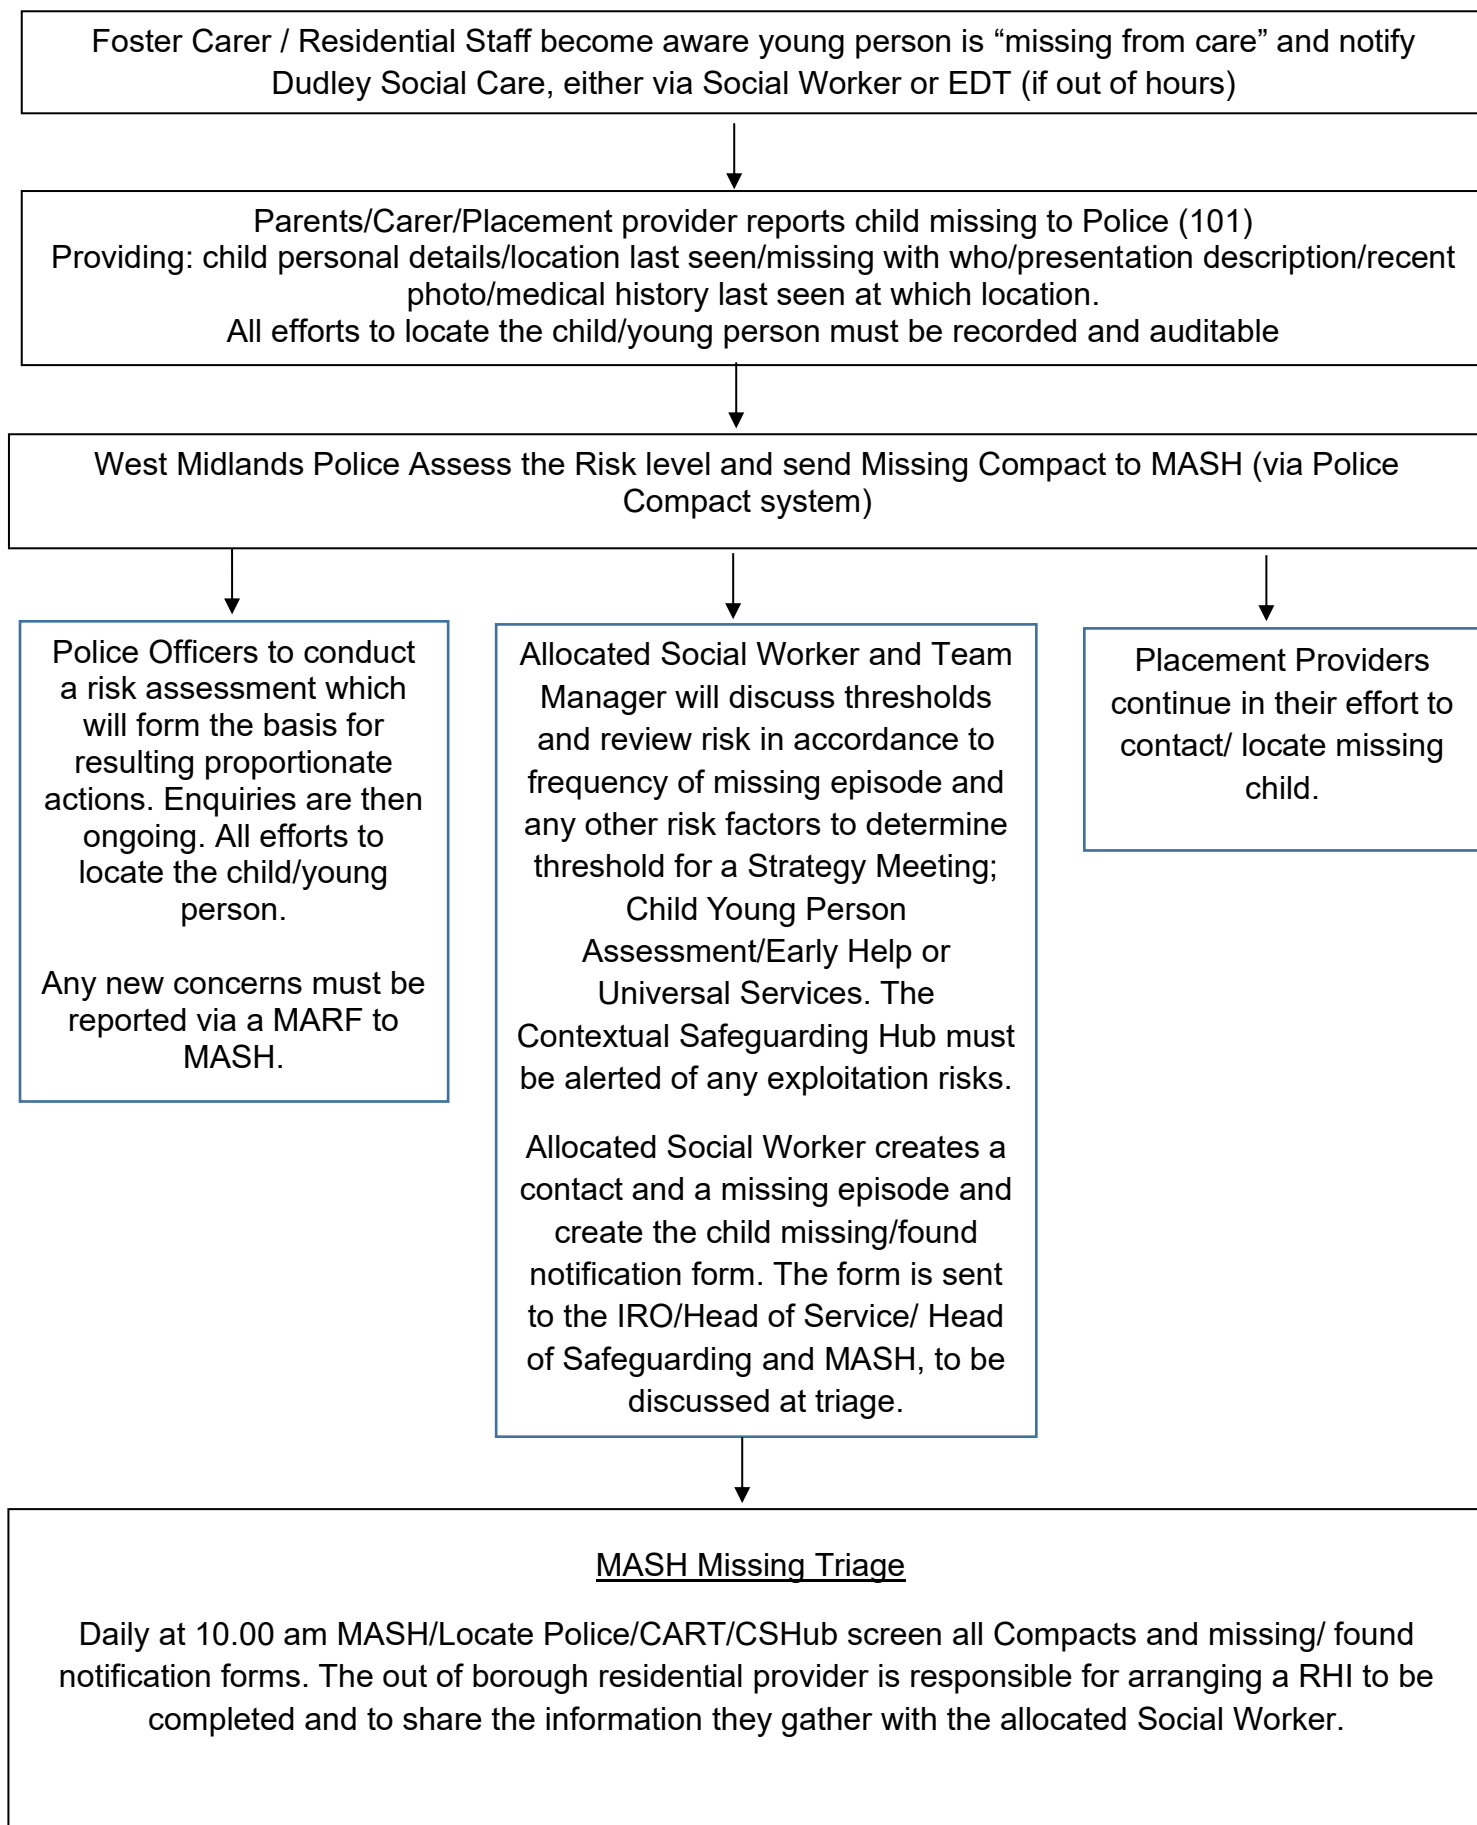 Foster Carer / Residential Staff become aware young person is “missing from care” and notify
Dudley Social Care, either via Social Worker or EDT (if out of hours)
Parents/Carer/Placement provider reports child missing to Police (101)
Providing: child personal details/location last seen/missing with who/presentation description/recent
photo/medical history last seen at which location.
All efforts to locate the child/young person must be recorded and auditable
West Midlands Police Assess the Risk level and send Missing Compact to MASH (via Police
Compact system)
Police Officers to conduct
a risk assessment which
will form the basis for
resulting proportionate
actions. Enquiries are then
ongoing. All efforts to
locate the child/young
person.
Any new concerns must be
reported via a MARF to
MASH.
Allocated Social Worker and Team
Manager will discuss thresholds
and review risk in accordance to
frequency of missing episode and
any other risk factors to determine
threshold for a Strategy Meeting;
Child Young Person
Assessment/Early Help or
Universal Services. The
Contextual Safeguarding Hub must
be alerted of any exploitation risks.
Allocated Social Worker creates a
contact and a missing episode and
create the child missing/found
notification form. The form is sent
to the IRO/Head of Service/ Head
of Safeguarding and MASH, to be
discussed at triage.
Placement Providers
continue in their effort to
contact/ locate missing
child.
MASH Missing Triage
Daily at 10.00 am MASH/Locate Police/CART/CSHub screen all Compacts and missing/ found
notification forms. The out of borough residential provider is responsible for arranging a RHI to be
completed and to share the information they gather with the allocated Social Worker.